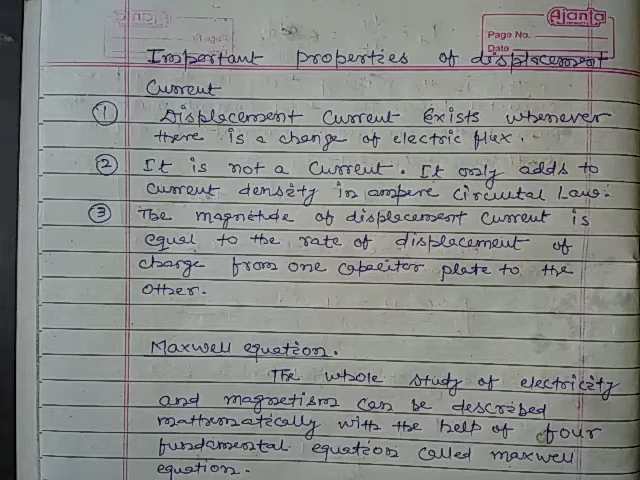 Ajanta
Page No.
Date
Important properties of displacement
Current
① Displacement Current Exists whenever
there is a change of electric flux.
② It is not a Current. It only adds to
Current density in ampere circuital Law.
③ The magnetude of displacement Current is
equal to the rate of displacement of
charge from one capacitor plate to the
other.
Maxwell equation.
The whole study of electricity
and magnetism can be described
mathematically with the help of four
fundamental equation called maxwell
equation.